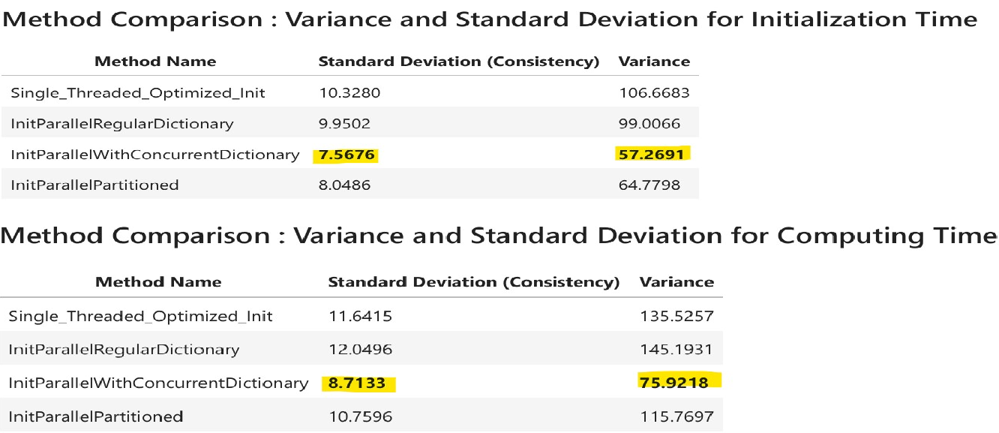 Method Comparison : Variance and Standard Deviation for Initialization Time
Method Name Standard Deviation (Consistency) Variance
Single_Threaded_Optimized_Init 10.3280 106.6683
InitParallelRegularDictionary 9.9502 99.0066
InitParallelWithConcurrentDictionary 7.5676 57.2691
InitParallelPartitioned 8.0486 64.7798
Method Comparison : Variance and Standard Deviation for Computing Time
Method Name Standard Deviation (Consistency) Variance
Single_Threaded_Optimized_Init 11.6415 135.5257
InitParallelRegularDictionary 12.0496 145.1931
InitParallelWithConcurrentDictionary 8.7133 75.9218
InitParallelPartitioned 10.7596 115.7697